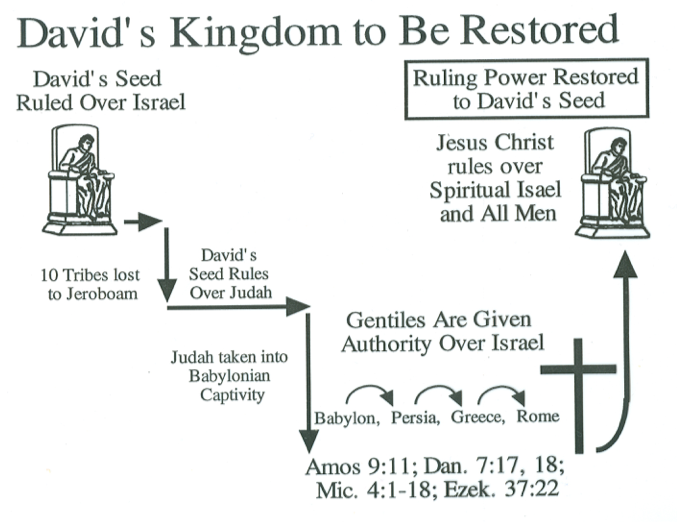 David's Kingdom to Be Restored
David's Seed
Ruled Over Israel
Ruling Power Restored
to David's Seed
Jesus Christ
rules over
Spiritual Isael
and All Men
10 Tribes lost
to Jeroboam
David's
Seed Rules
Over Judah
Judah taken into
Babylonian
Captivity
Gentiles Are Given
Authority Over Israel
Babylon, Persia, Greece, Rome
Amos 9:11; Dan. 7:17, 18;
Mic. 4:1-18; Ezek. 37:22